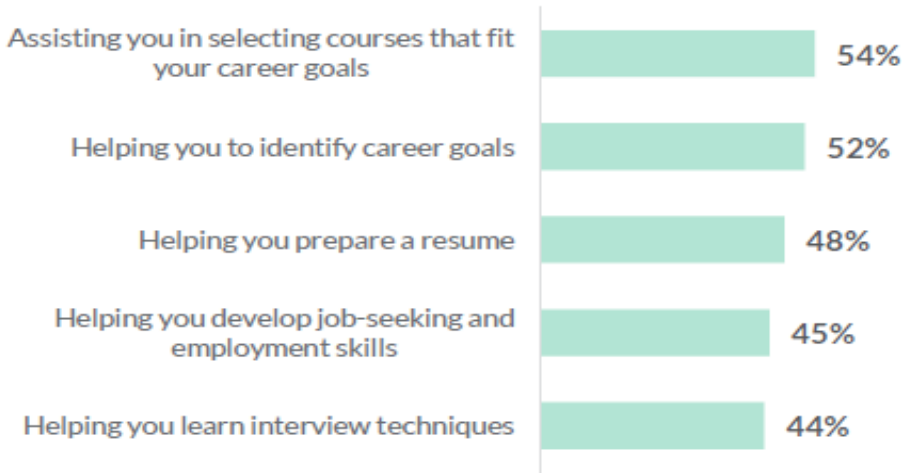 Assisting you in selecting courses that fit
your career goals
54%
Helping you to identify career goals
52%
Helping you prepare a resume
48%
Helping you develop job-seeking and
employment skills
45%
Helping you learn interview techniques
44%